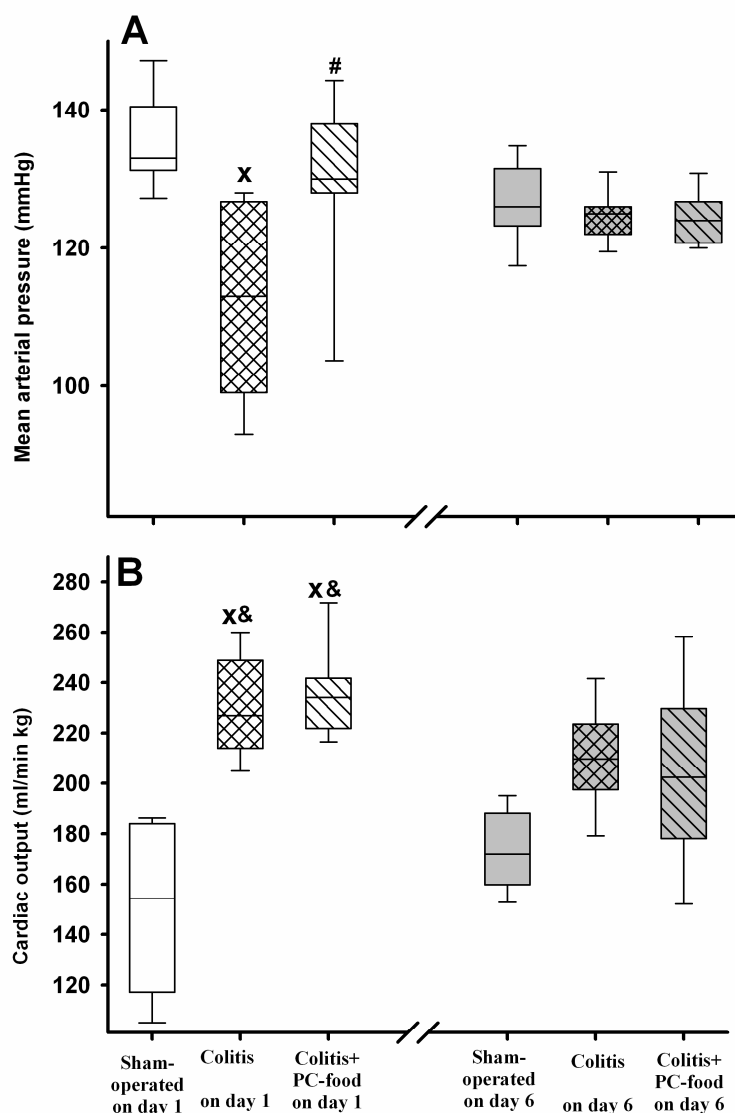 A
140
120
100
Mean arterial pressure (mmHg)
x
#
B
280
260
240
220
200
180
160
140
120
Cardiac output (ml/min kg)
x&
x&
Sham-
operated
on day 1
Colitis
on day 1
Colitis+
PC-food
on day 1
Sham-
operated
on day 6
Colitis
on day 6
Colitis+
PC-food
on day 6